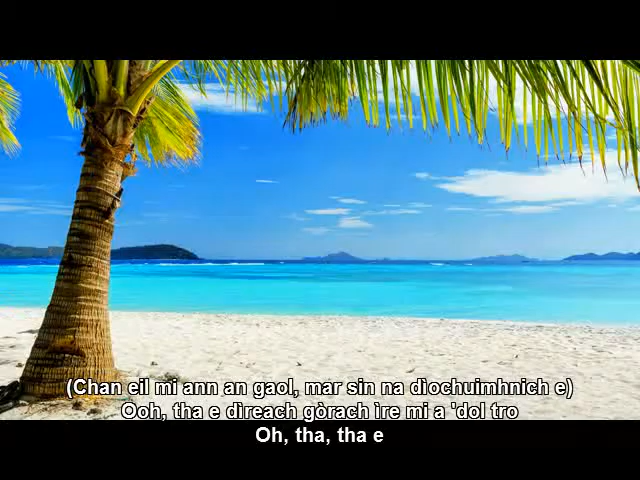 (Chan eil mi ann an gaol, mar sin na dìochuimhnich e)
Ooh, tha e dìreach gòrach ìre mi a 'dol tro
Oh, tha, tha e